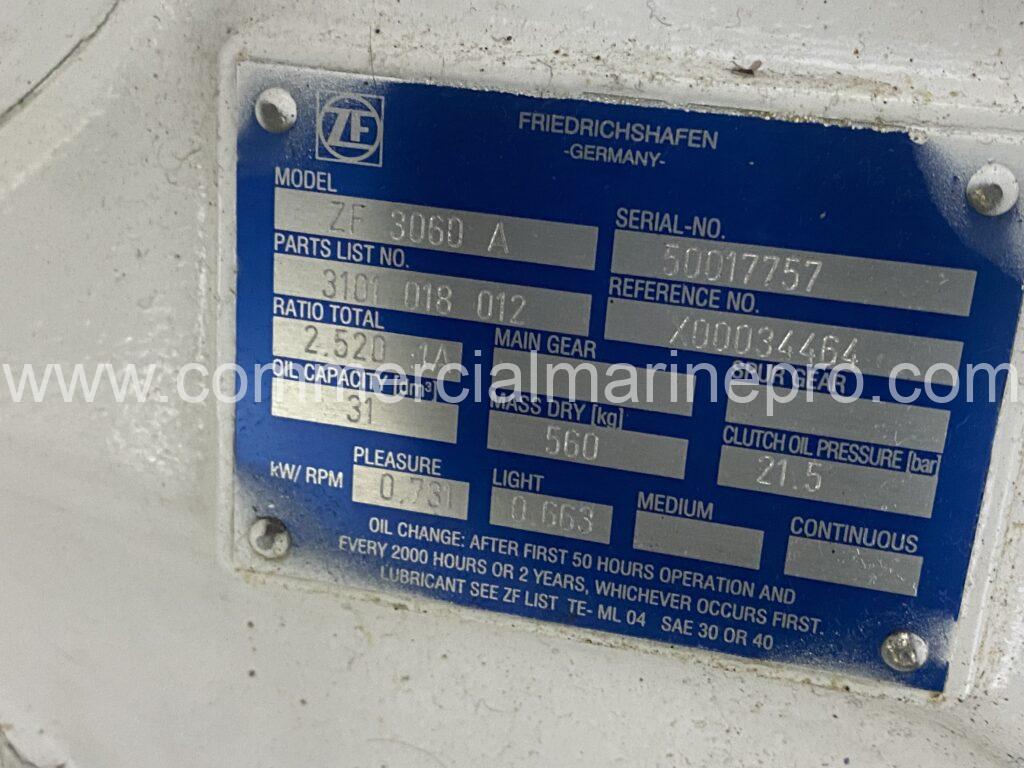 ZF
FRIEDRICHSHAFEN
-GERMANY-
MODEL
ZF 3060 A
SERIAL-NO.
50017757
PARTS LIST NO.
3101 018 012
REFERENCE NO.
X00034464
RATIO TOTAL
2.520 1A
MAIN GEAR
SPUR GEAR
www.commercialmarinepro.com
OIL CAPACITY [dm³]
31
MASS DRY [kg]
560
CLUTCH OIL PRESSURE [bar]
21.5
kW/ RPM
PLEASURE
0.731
LIGHT
0.663
MEDIUM
CONTINUOUS
OIL CHANGE: AFTER FIRST 50 HOURS OPERATION AND
EVERY 2000 HOURS OR 2 YEARS, WHICHEVER OCCURS FIRST.
LUBRICANT SEE ZF LIST TE- ML 04 SAE 30 OR 40